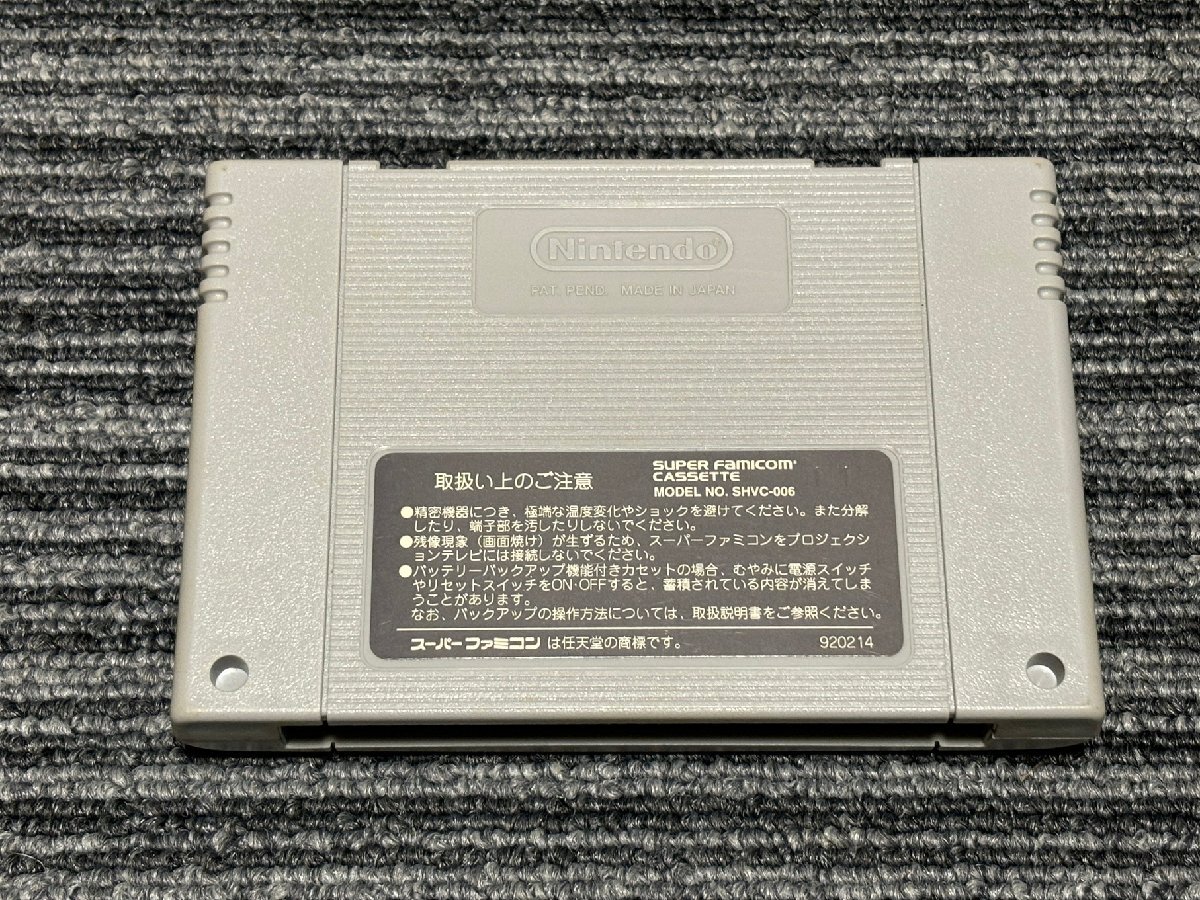 Nintendo
PAT. PEND. MADE IN JAPAN
取扱い上のご注意
SUPER FAMICOM
CASSETTE
MODEL NO. SHVC-006
●精密機器につき、極端な温度変化やショックを避けてください。また分解
したり、端子部を汚したりしないでください。
●残像現象（画面焼け）が生ずるため、スーパーファミコンをプロジェクシ
ョンテレビには接続しないでください。
●バッテリーバックアップ機能付きカセットの場合、むやみに電源スイッチ
やリセットスイッチをON・OFFすると、蓄積されている内容が消えてしま
うことがあります。
なお、バックアップの操作方法については、取扱説明書をご参照ください。
スーパーファミコン は任天堂の商標です。
920214